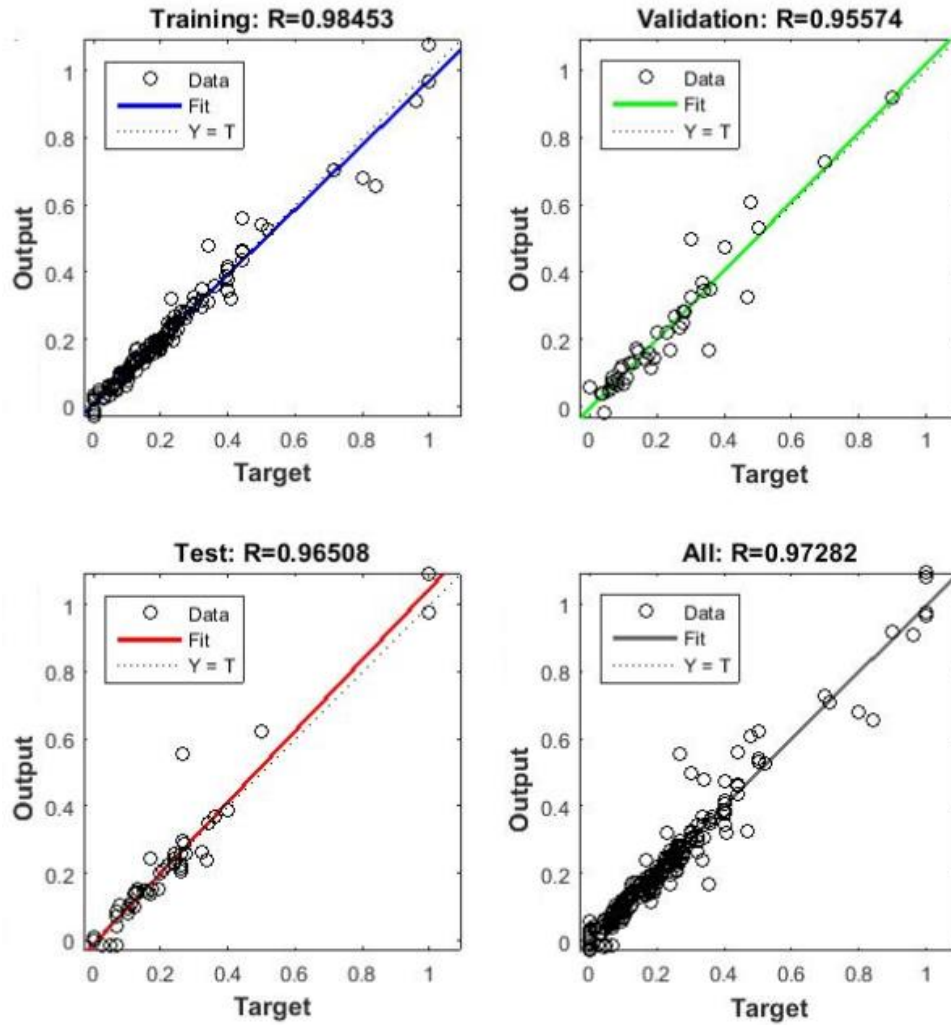 Training: R=0.98453
Output
1
0.8
0.6
0.4
0.2
0
Data
Fit
Y = T
0 0.2 0.4 0.6 0.8 1
Target
Validation: R=0.95574
Output
1
0.8
0.6
0.4
0.2
0
Data
Fit
Y = T
0 0.2 0.4 0.6 0.8 1
Target
Test: R=0.96508
Output
1
0.8
0.6
0.4
0.2
0
Data
Fit
Y = T
0 0.2 0.4 0.6 0.8 1
Target
All: R=0.97282
Output
1
0.8
0.6
0.4
0.2
0
Data
Fit
Y = T
0 0.2 0.4 0.6 0.8 1
Target